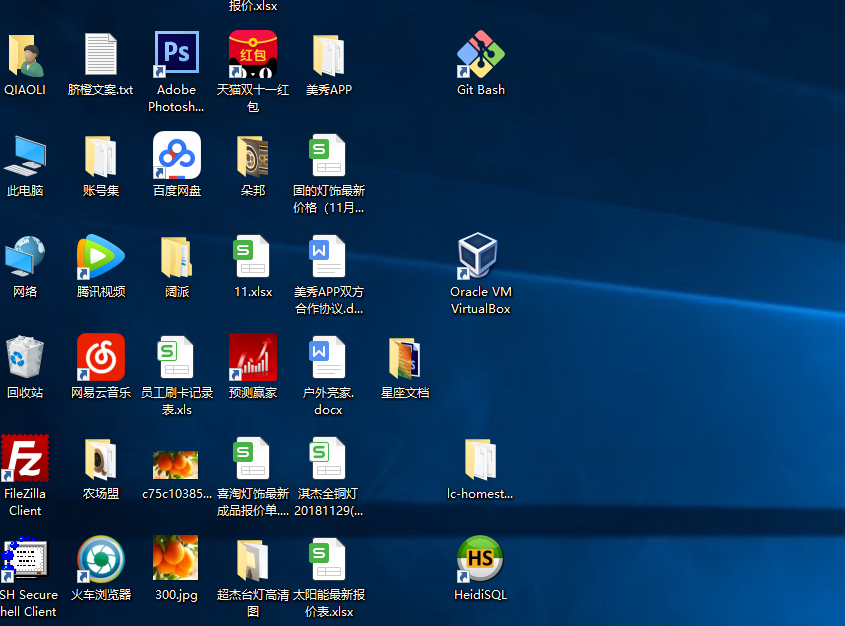 报价.xlsx
QIAOLI
脐橙文案.txt
Ps
Adobe
Photosh...
红包
天猫双十一红
包
美秀APP
Git Bash
此电脑
账号集
百度网盘
朵邦
S
固的灯饰最新
价格（11月...
网络
腾讯视频
阔派
S
11.xlsx
W
美秀APP双方
合作协议.d...
Oracle VM
VirtualBox
回收站
网易云音乐
S
员工刷卡记录
表.xls
预测赢家
W
户外亮家.
docx
星座文档
Fz
FileZilla
Client
农场盟
c75c10385...
S
喜淘灯饰最新
成品报价单....
S
淇杰全铜灯
20181129(...
lc-homest...
SH Secure
hell Client
火车浏览器
300.jpg
超杰台灯高清
图
S
太阳能最新报
价表.xlsx
HS
HeidiSQL